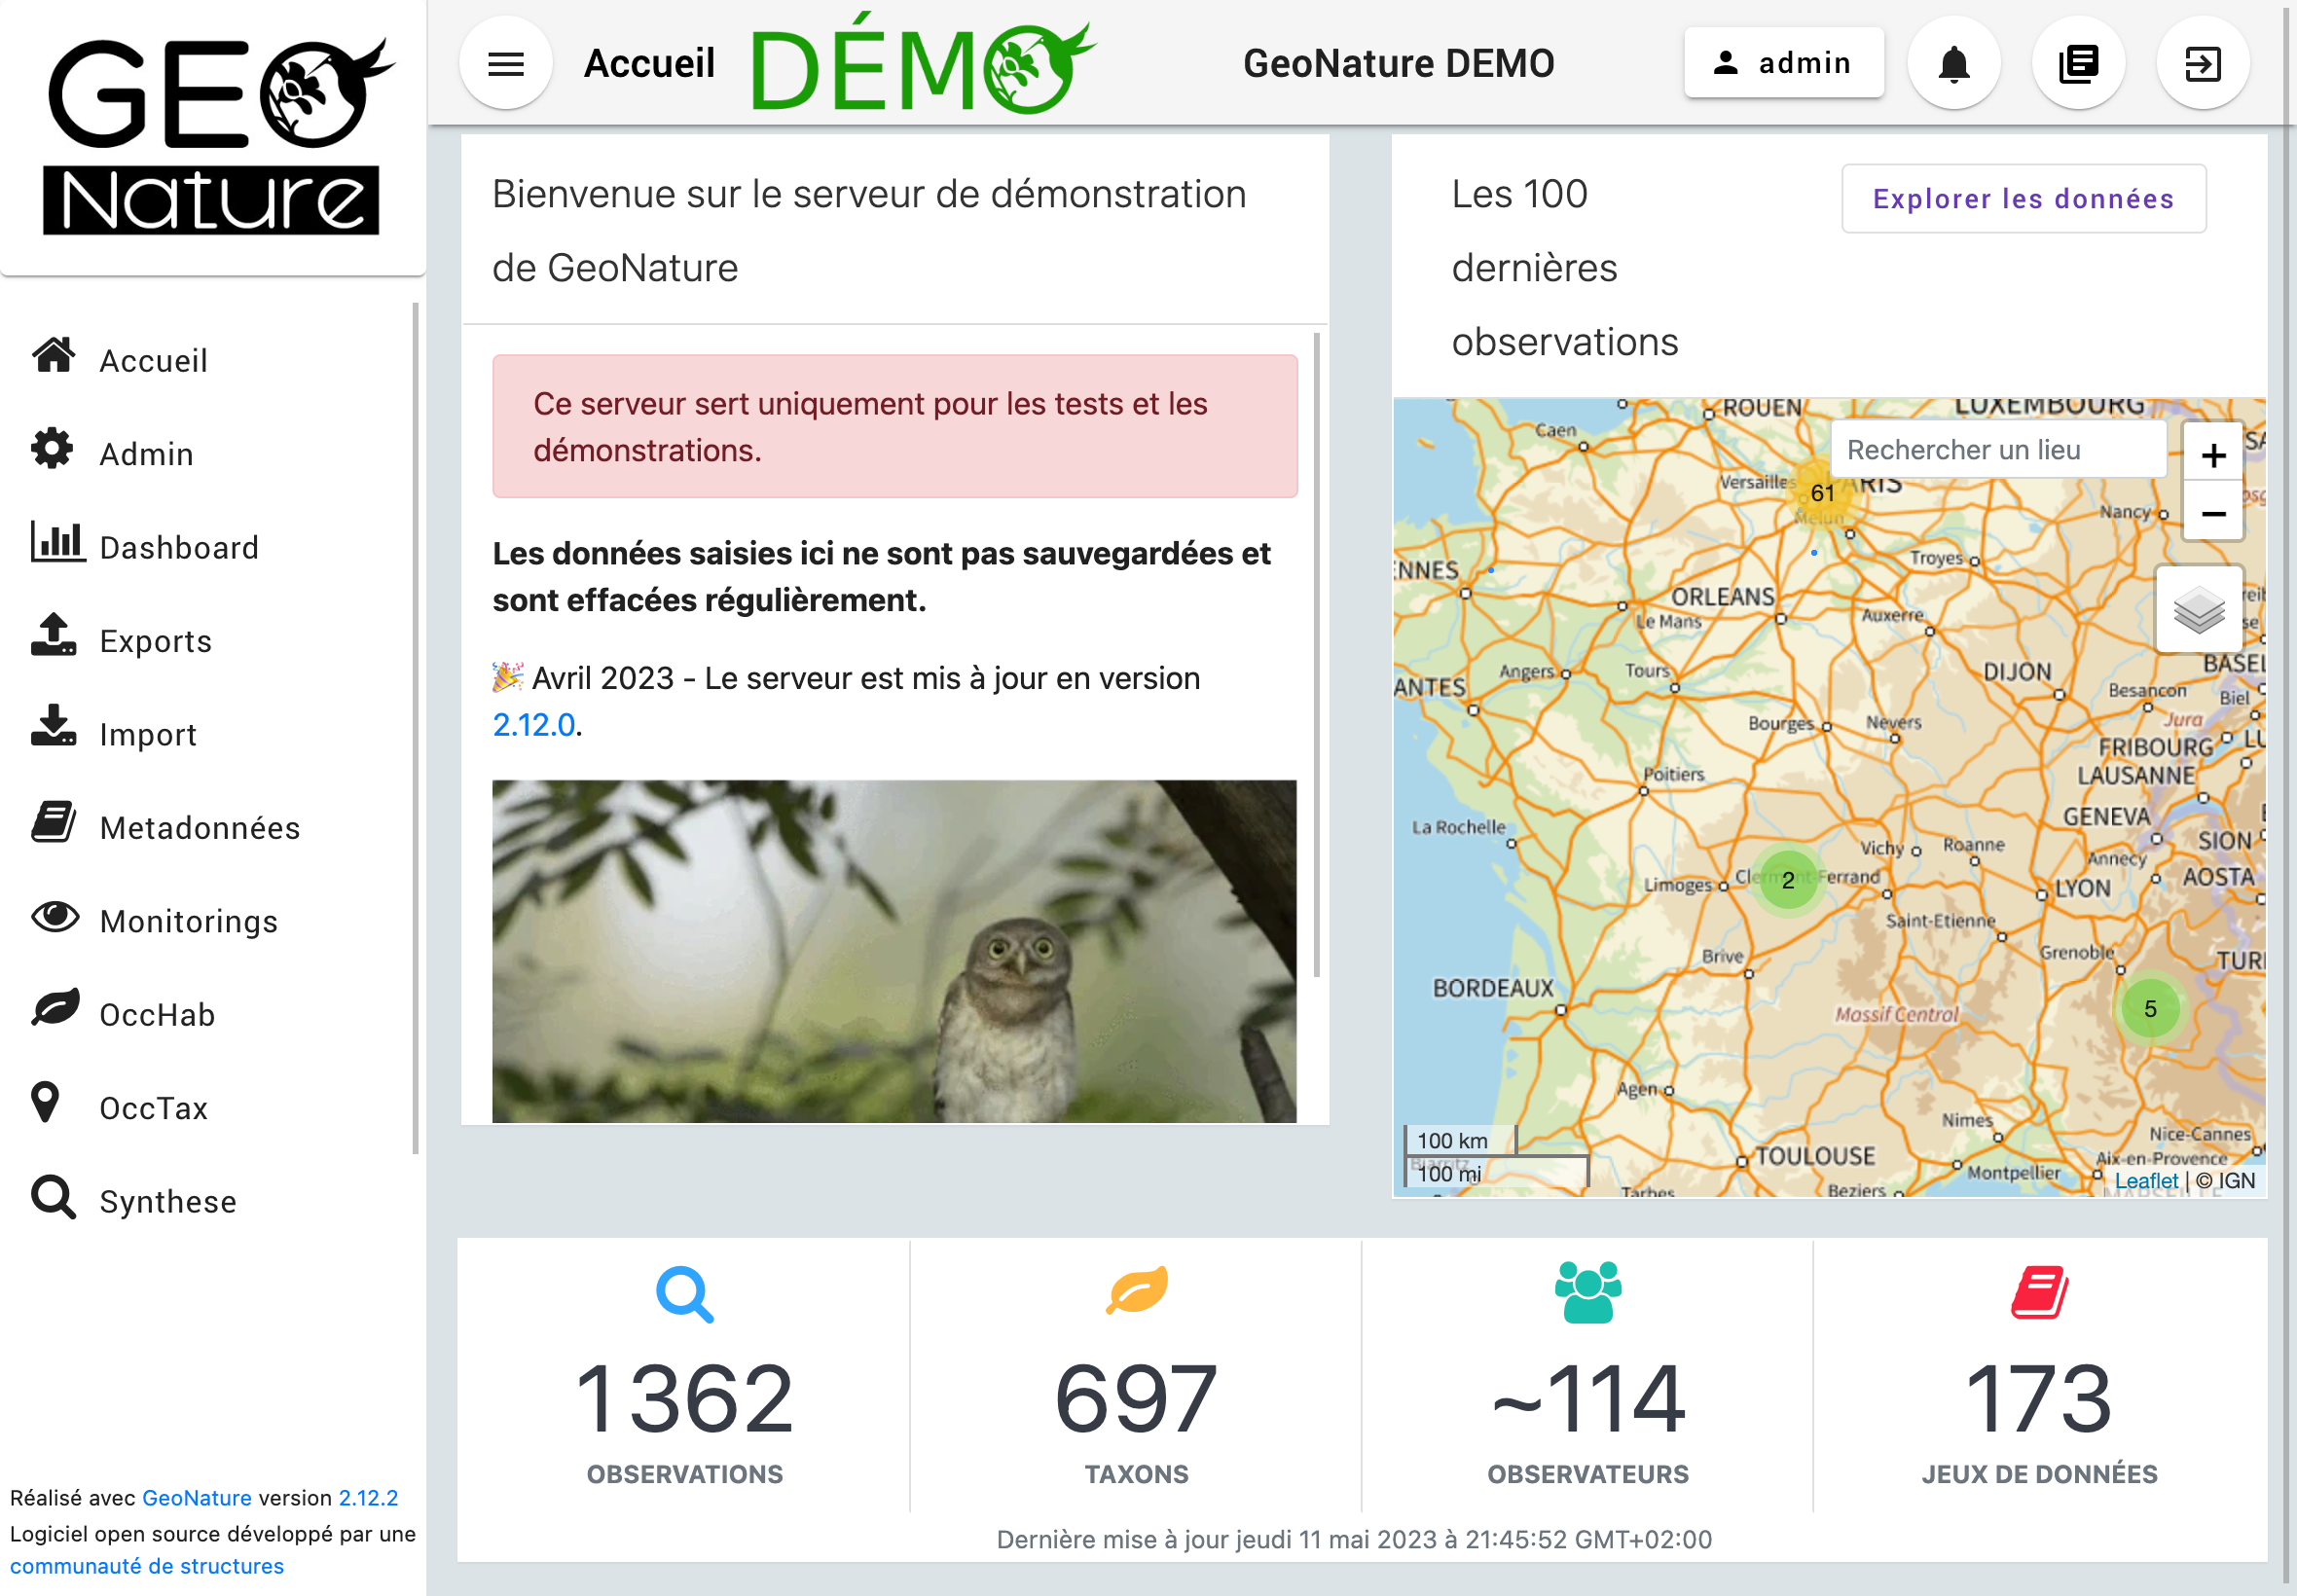 GEO
Nature
Accueil
DÉMO
GeoNature DEMO
admin
Accueil
Admin
Dashboard
Exports
Import
Metadonnées
Monitorings
OccHab
OccTax
Synthese
Réalisé avec GeoNature version 2.12.2
Logiciel open source développé par une
communauté de structures
Bienvenue sur le serveur de démonstration
de GeoNature
Ce serveur sert uniquement pour les tests et les
démonstrations.
Les données saisies ici ne sont pas sauvegardées et
sont effacées régulièrement.
🎉 Avril 2023 - Le serveur est mis à jour en version
2.12.0.
Les 100
dernières
observations
Explorer les données
ROUEN
LUXEMBOURG
Caen
Rechercher un lieu
+
−
Versailles
61
PARIS
Melun
Nancy
Troyes
ENNES
ORLEANS
Le Mans
Auxerre
Angers
Tours
DIJON
BASEL
ANTES
Besancon
Biel
Bourges
Nevers
Jura
FRIBOURG
LU
LAUSANNE
Poitiers
GENEVA
La Rochelle
SION
Vichy
Roanne
Annecy
Limoges
Clermont-Ferrand
2
LYON
AOSTA
Saint-Etienne
Brive
Grenoble
TURI
BORDEAUX
Massif Central
5
Agen
Nimes
100 km
Nice-Cannes
TOULOUSE
Aix-en-Provence
Biarritz
100 mi
Montpellier
Tarbes
Beziers
MARSEILLE
Leaflet | © IGN
1 362
OBSERVATIONS
697
TAXONS
~114
OBSERVATEURS
173
JEUX DE DONNÉES
Dernière mise à jour jeudi 11 mai 2023 à 21:45:52 GMT+02:00